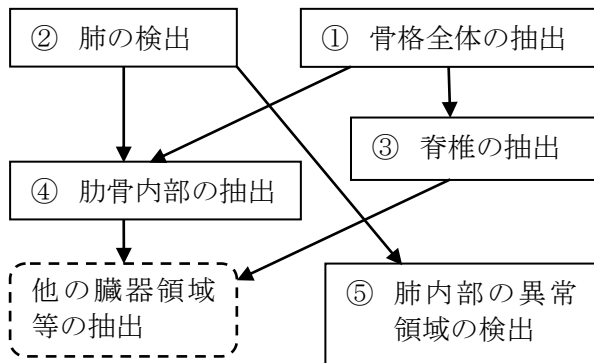 ② 肺の検出
① 骨格全体の抽出
③ 脊椎の抽出
④ 肋骨内部の抽出
他の臓器領域
等の抽出
⑤ 肺内部の異常
領域の検出